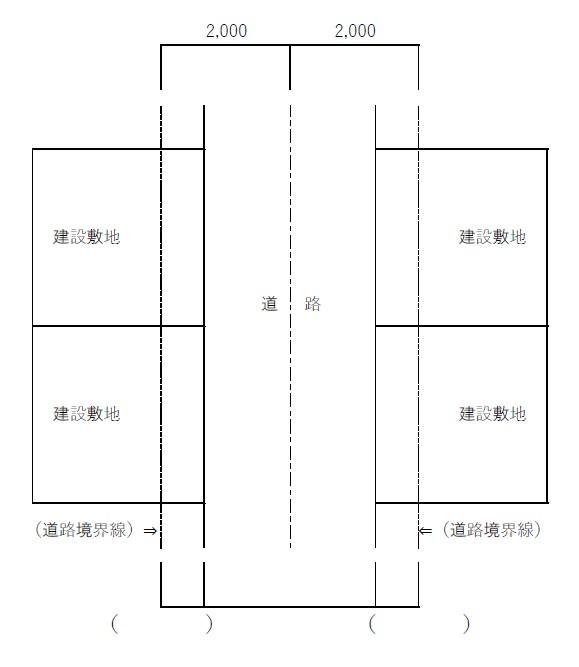 2,000 2,000
建設敷地 建設敷地
道 路
建設敷地 建設敷地
（道路境界線）⇒ ⇐（道路境界線）
（ ） （ ）